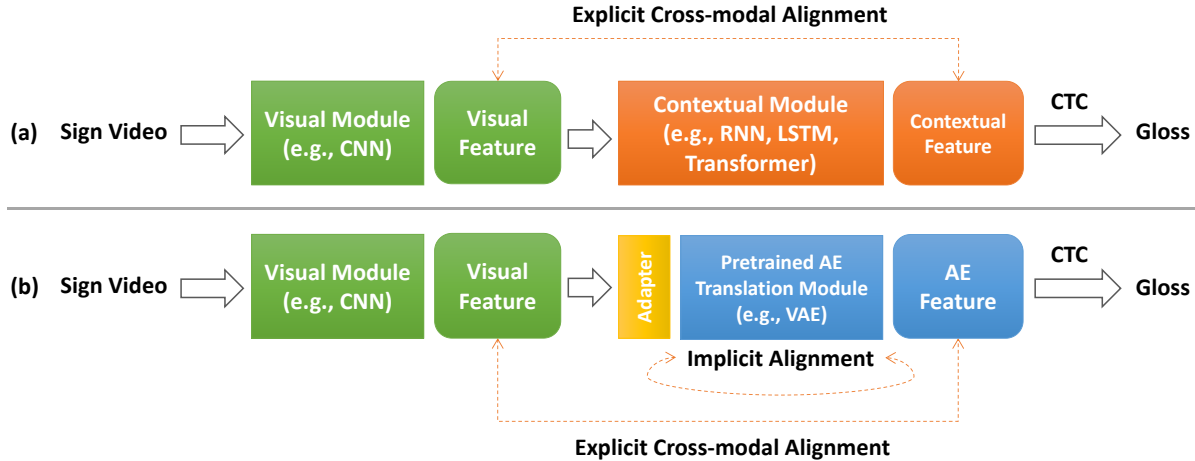 Explicit Cross-modal Alignment
(a)
Sign Video
Visual Module
(e.g., CNN)
Visual
Feature
Contextual Module
(e.g., RNN, LSTM,
Transformer)
Contextual
Feature
CTC
Gloss
(b)
Sign Video
Visual Module
(e.g., CNN)
Visual
Feature
Adapter
Pretrained AE
Translation Module
(e.g., VAE)
AE
Feature
CTC
Gloss
Implicit Alignment
Explicit Cross-modal Alignment